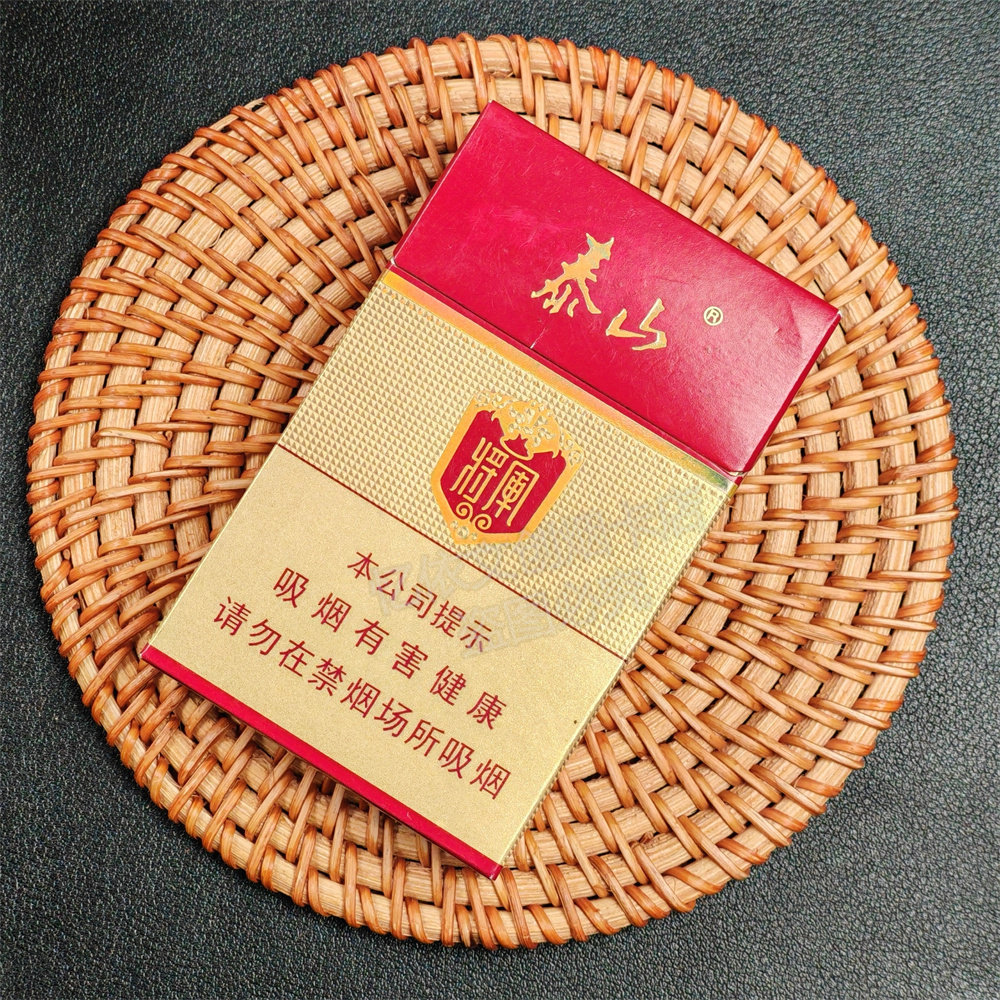 泰山®
将军
本公司提示
吸烟有害健康
请勿在禁烟场所吸烟